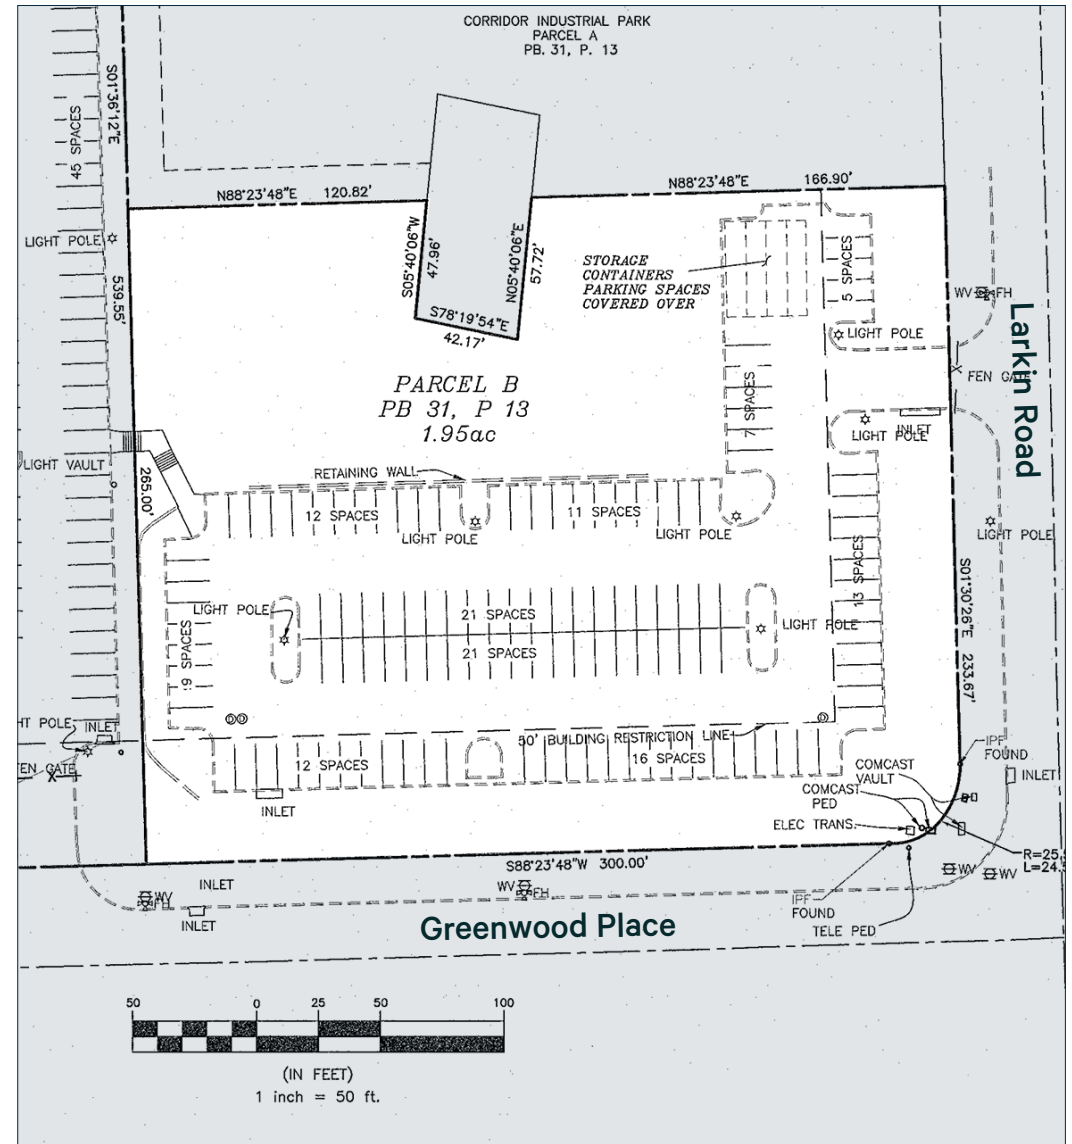 CORRIDOR INDUSTRIAL PARK
PARCEL A
PB. 31, P. 13
S01°36'12"E
45 SPACES
N88°23'48"E 120.82'
N88°23'48"E 166.90'
LIGHT POLE
539.55'
S05°40'06"W
47.96'
N05°40'06"E
57.72'
S78°19'54"E
42.17'
STORAGE
CONTAINERS
PARKING SPACES
COVERED OVER
5 SPACES
WV
FH
LIGHT POLE
Larkin Road
FEN GATE
PARCEL B
PB 31, P 13
1.95ac
7 SPACES
INLET
LIGHT POLE
LIGHT VAULT
265.00'
RETAINING WALL
12 SPACES
11 SPACES
LIGHT POLE
LIGHT POLE
LIGHT POLE
13 SPACES
S01°30'26"E 233.67'
LIGHT POLE
21 SPACES
21 SPACES
LIGHT POLE
9 SPACES
HT POLE
INLET
FEN GATE
50' BUILDING RESTRICTION LINE
12 SPACES
16 SPACES
INLET
IPF
FOUND
COMCAST
VAULT
INLET
COMCAST
PED
ELEC TRANS.
S88°23'48"W 300.00'
R=25.
L=24.5
WV
WV
INLET
WV
FH
INLET
WV
FH
IPF
FOUND
TELE PED
Greenwood Place
50 0 25 50 100
(IN FEET)
1 inch = 50 ft.